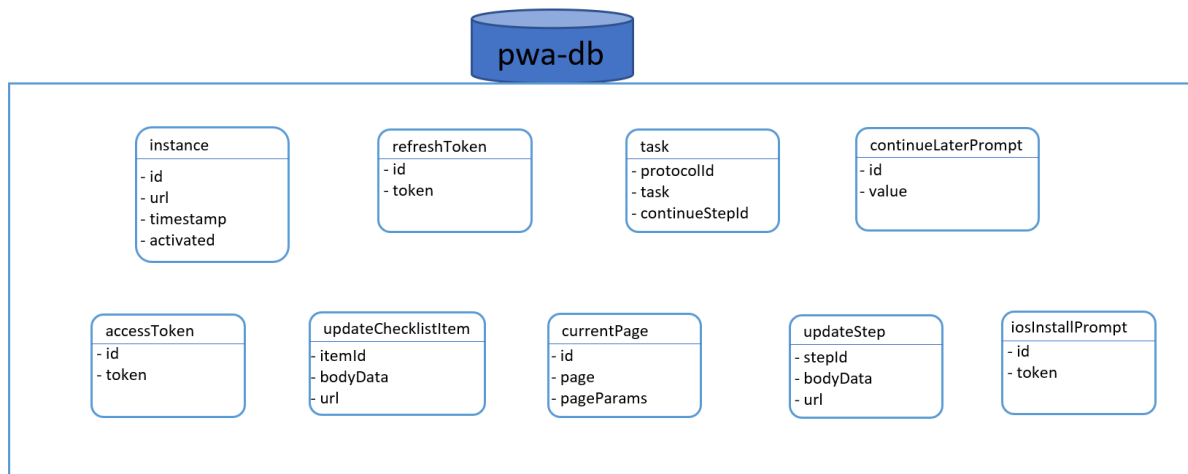 pwa-db
instance
- id
- url
- timestamp
- activated
refreshToken
- id
- token
task
- protocolId
- task
- continueStepId
continueLaterPrompt
- id
- value
accessToken
- id
- token
updateChecklistItem
- itemId
- bodyData
- url
currentPage
- id
- page
- pageParams
updateStep
- stepId
- bodyData
- url
iosInstallPrompt
- id
- token